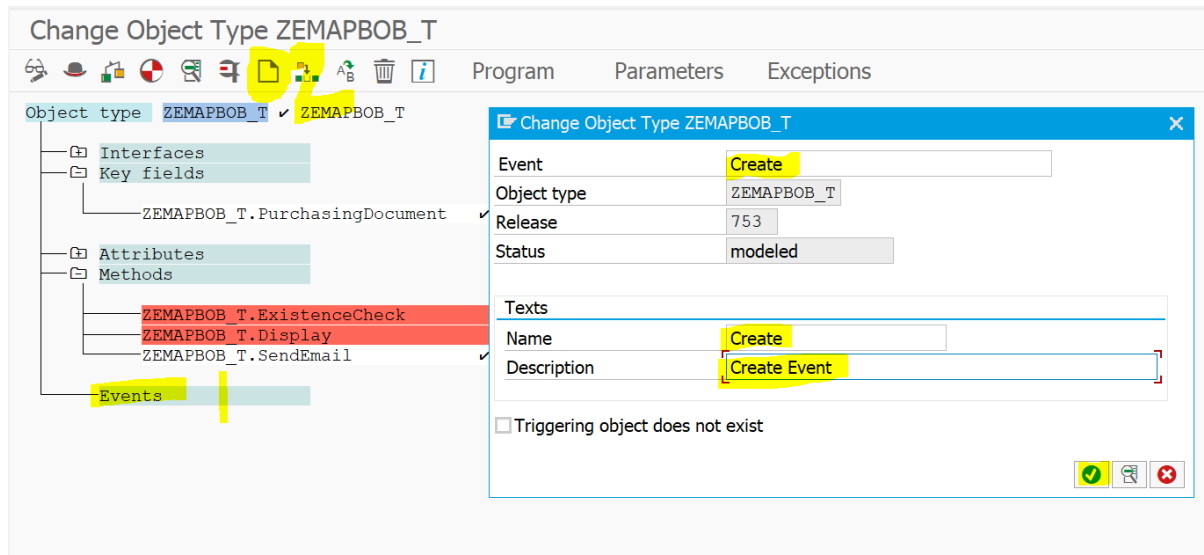 Change Object Type ZEMAPBOB_T
Program Parameters Exceptions
Object type ZEMAPBOB_T ZEMAPBOB_T
Interfaces
Key fields
ZEMAPBOB_T.PurchasingDocument
Attributes
Methods
ZEMAPBOB_T.ExistenceCheck
ZEMAPBOB_T.Display
ZEMAPBOB_T.SendEmail
Events
Change Object Type ZEMAPBOB_T
Event Create
Object type ZEMAPBOB_T
Release 753
Status modeled
Texts
Name Create
Description Create Event
Triggering object does not exist